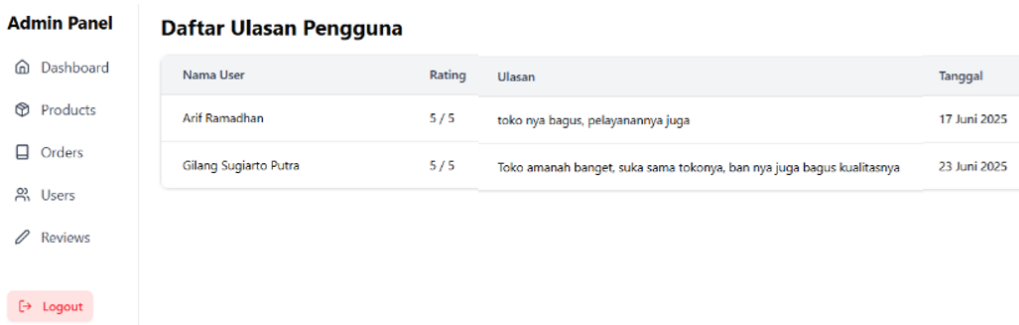 Admin Panel
Dashboard
Products
Orders
Users
Reviews
Logout
Daftar Ulasan Pengguna
Nama User Rating Ulasan Tanggal
Arif Ramadhan 5 / 5 toko nya bagus, pelayanannya juga 17 Juni 2025
Gilang Sugiarto Putra 5 / 5 Toko amanah banget, suka sama tokonya, ban nya juga bagus kualitasnya 23 Juni 2025